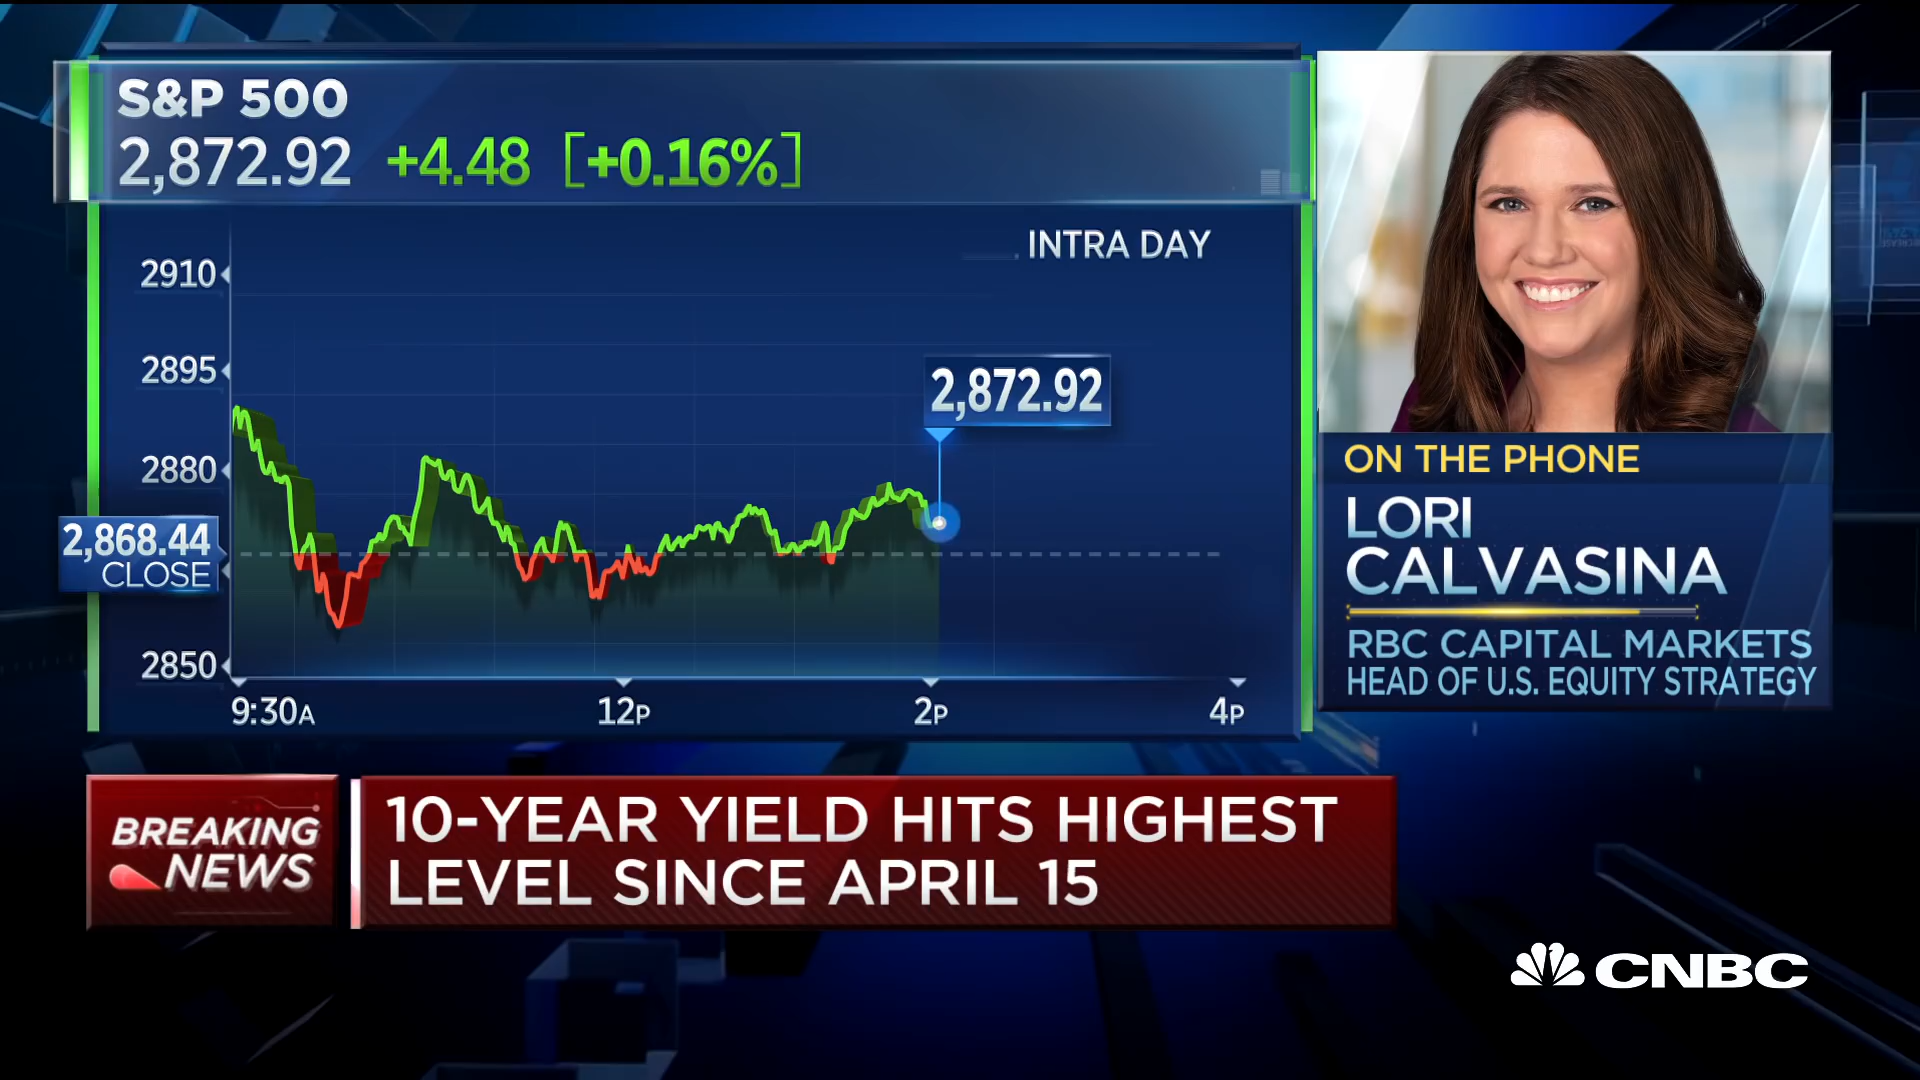 S&P 500
2,872.92 +4.48 [+0.16%]
INTRA DAY
2910
2895
2,872.92
2880
2,868.44
CLOSE
2850
9:30A 12P 2P 4P
ON THE PHONE
LORI
CALVASINA
RBC CAPITAL MARKETS
HEAD OF U.S. EQUITY STRATEGY
BREAKING
NEWS
10-YEAR YIELD HITS HIGHEST
LEVEL SINCE APRIL 15
CNBC